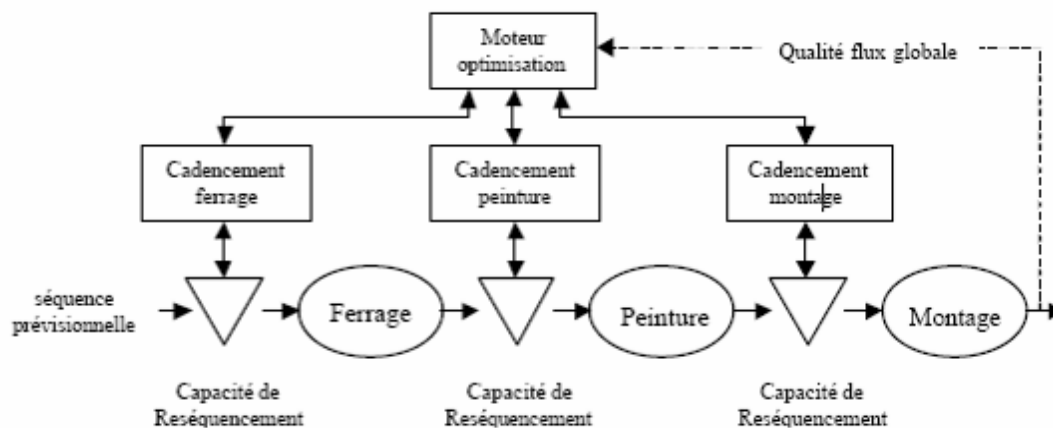 Moteur
optimisation
Qualité flux globale
Cadencement
ferrage
Cadencement
peinture
Cadencement
montage
séquence
prévisionnelle
Ferrage
Peinture
Montage
Capacité de
Reséquencement
Capacité de
Reséquencement
Capacité de
Reséquencement